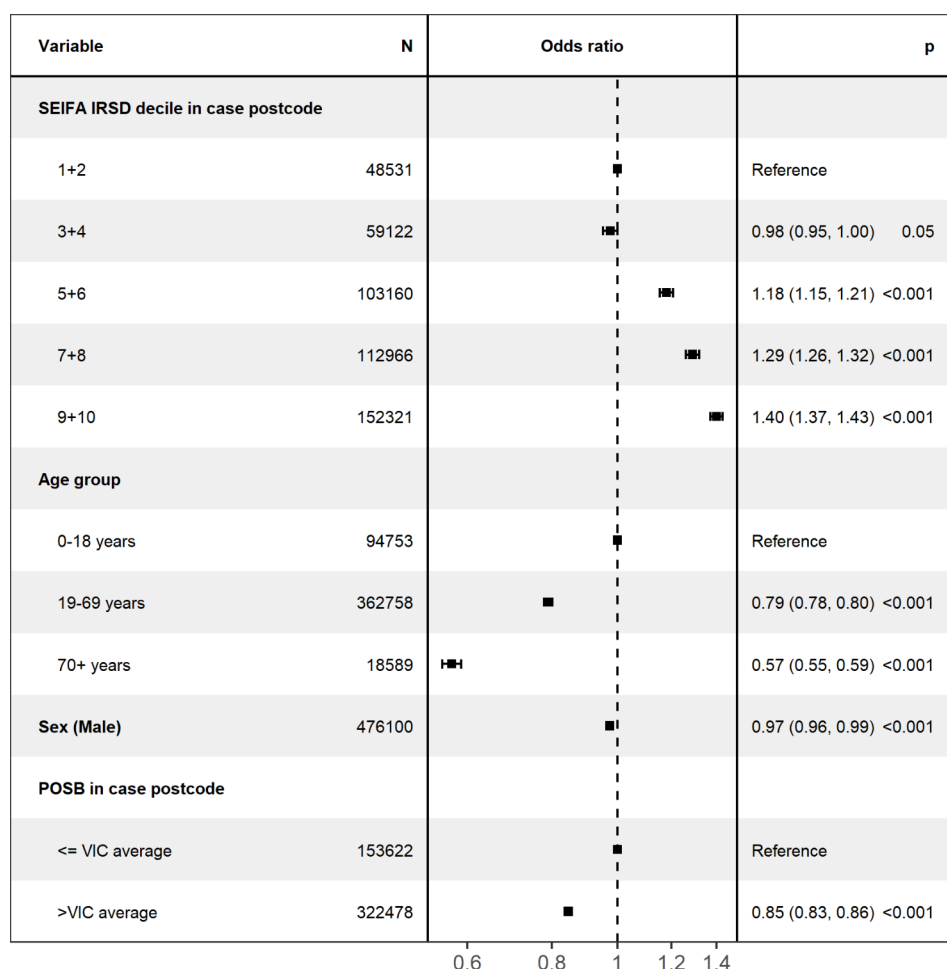 Variable N Odds ratio p
SEIFA IRSD decile in case postcode
1+2 48531 Reference
3+4 59122 0.98 (0.95, 1.00) 0.05
5+6 103160 1.18 (1.15, 1.21) <0.001
7+8 112966 1.29 (1.26, 1.32) <0.001
9+10 152321 1.40 (1.37, 1.43) <0.001
Age group
0-18 years 94753 Reference
19-69 years 362758 0.79 (0.78, 0.80) <0.001
70+ years 18589 0.57 (0.55, 0.59) <0.001
Sex (Male) 476100 0.97 (0.96, 0.99) <0.001
POSB in case postcode
<= VIC average 153622 Reference
>VIC average 322478 0.85 (0.83, 0.86) <0.001
0.6 0.8 1 1.2 1.4